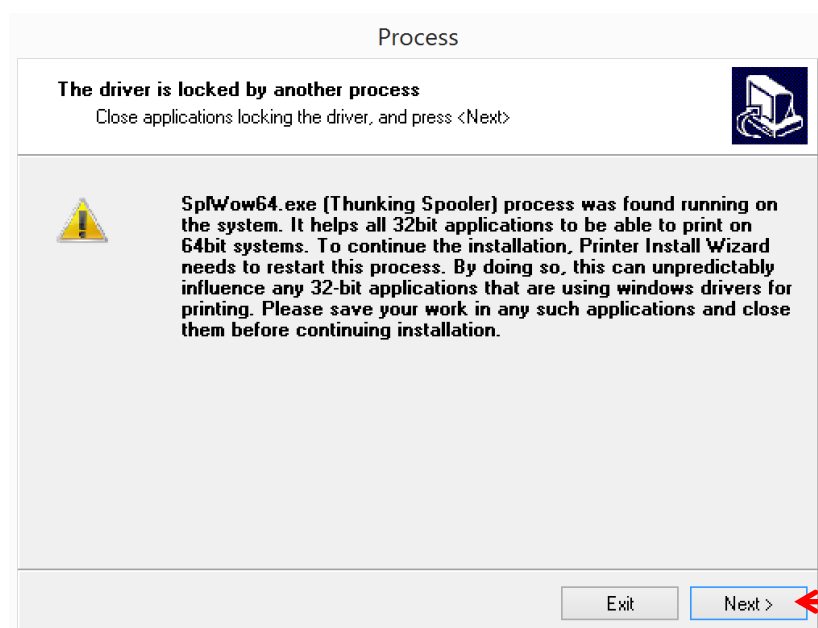 Process
The driver is locked by another process
Close applications locking the driver, and press <Next>
SplWow64.exe (Thunking Spooler) process was found running on
the system. It helps all 32bit applications to be able to print on
64bit systems. To continue the installation, Printer Install Wizard
needs to restart this process. By doing so, this can unpredictably
influence any 32-bit applications that are using windows drivers for
printing. Please save your work in any such applications and close
them before continuing installation.
Exit
Next >